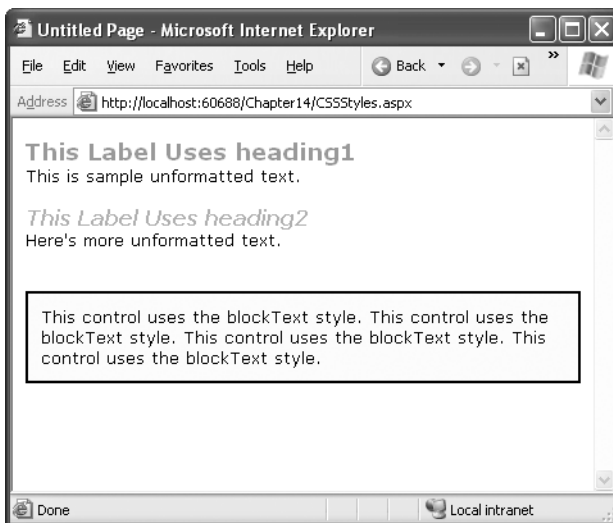 Untitled Page - Microsoft Internet Explorer
File Edit View Favorites Tools Help Back »
Address http://localhost:60688/Chapter14/CSSStyles.aspx
This Label Uses heading1
This is sample unformatted text.
This Label Uses heading2
Here's more unformatted text.
This control uses the blockText style. This control uses the
blockText style. This control uses the blockText style. This
control uses the blockText style.
Done Local intranet